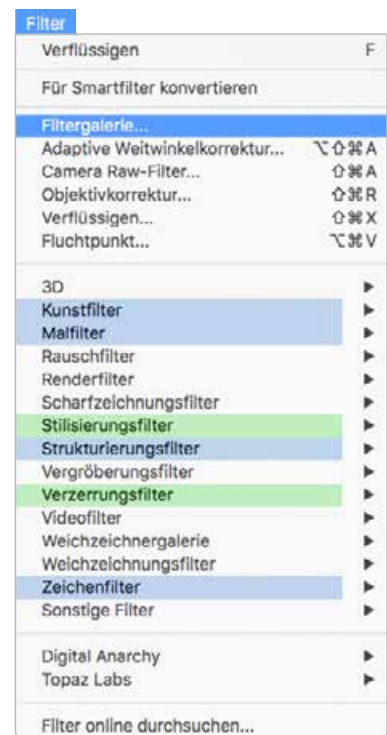 Filter
Verflüssigen F
Für Smartfilter konvertieren
Filtergalerie...
Adaptive Weitwinkelkorrektur... ⌥⇧⌘A
Camera Raw-Filter... ⇧⌘A
Objektivkorrektur... ⇧⌘R
Verflüssigen... ⇧⌘X
Fluchtpunkt... ⌥⌘V
3D
Kunstfilter
Malfilter
Rauschfilter
Renderfilter
Scharfzeichnungsfilter
Stilisierungsfilter
Strukturierungsfilter
Vergröberungsfilter
Verzerrungsfilter
Videofilter
Weichzeichnergalerie
Weichzeichnungsfilter
Zeichenfilter
Sonstige Filter
Digital Anarchy
Topaz Labs
Filter online durchsuchen...